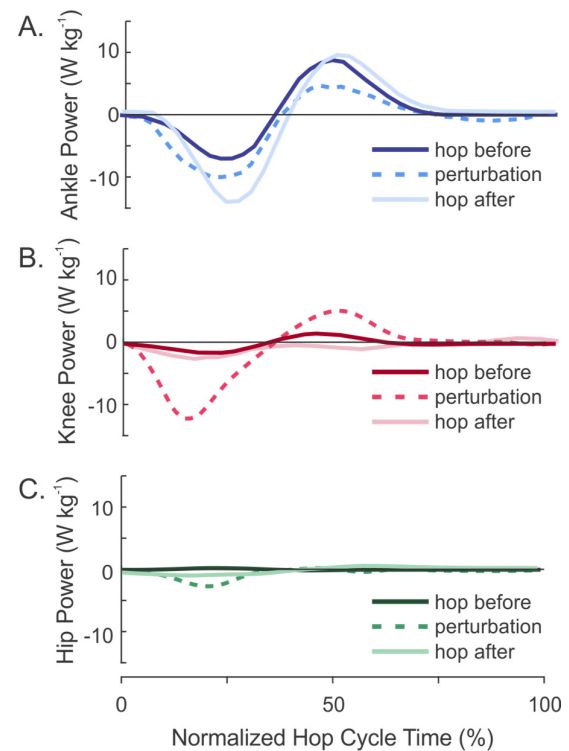 A.
Ankle Power (W kg-1)
10
0
-10
hop before
perturbation
hop after
B.
Knee Power (W kg-1)
10
0
-10
hop before
perturbation
hop after
C.
Hip Power (W kg-1)
10
0
-10
hop before
perturbation
hop after
0
50
100
Normalized Hop Cycle Time (%)